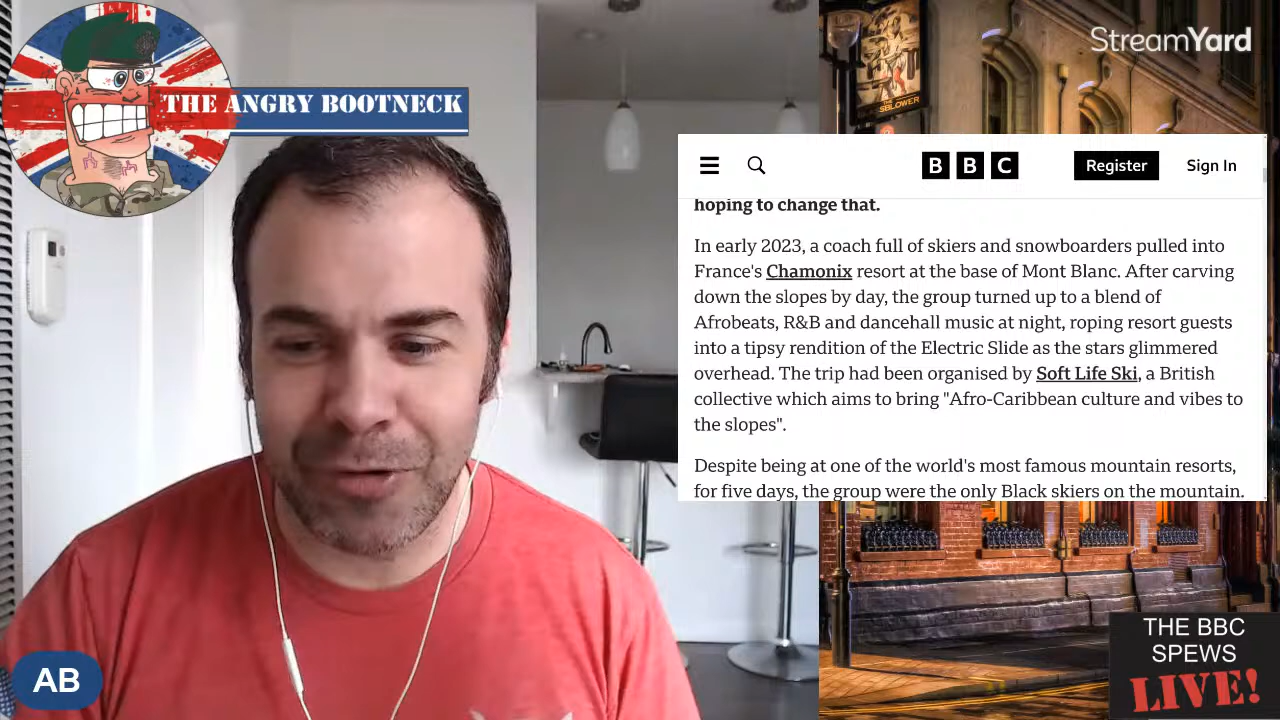 THE ANGRY BOOTNECK
StreamYard
THE
SBLOWER
BBC
Register
Sign In
hoping to change that.
In early 2023, a coach full of skiers and snowboarders pulled into
France's Chamonix resort at the base of Mont Blanc. After carving
down the slopes by day, the group turned up to a blend of
Afrobeats, R&B and dancehall music at night, roping resort guests
into a tipsy rendition of the Electric Slide as the stars glimmered
overhead. The trip had been organised by Soft Life Ski, a British
collective which aims to bring "Afro-Caribbean culture and vibes to
the slopes".
Despite being at one of the world's most famous mountain resorts,
for five days, the group were the only Black skiers on the mountain.
AB
THE BBC
SPEWS
LIVE!